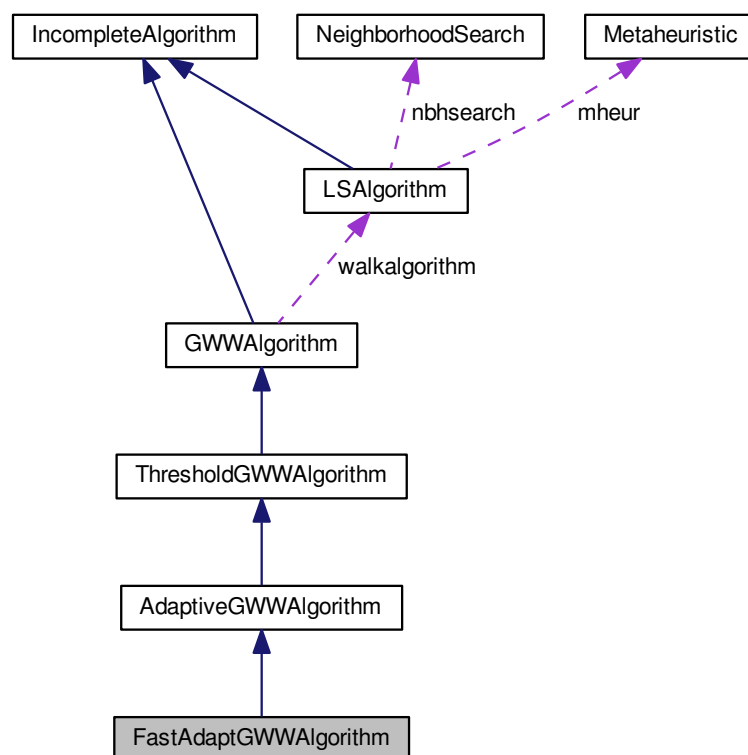 IncompleteAlgorithm
NeighborhoodSearch
Metaheuristic
nbhsearch
mheur
LSAlgorithm
walkalgorithm
GWWAlgorithm
ThresholdGWWAlgorithm
AdaptiveGWWAlgorithm
FastAdaptGWWAlgorithm